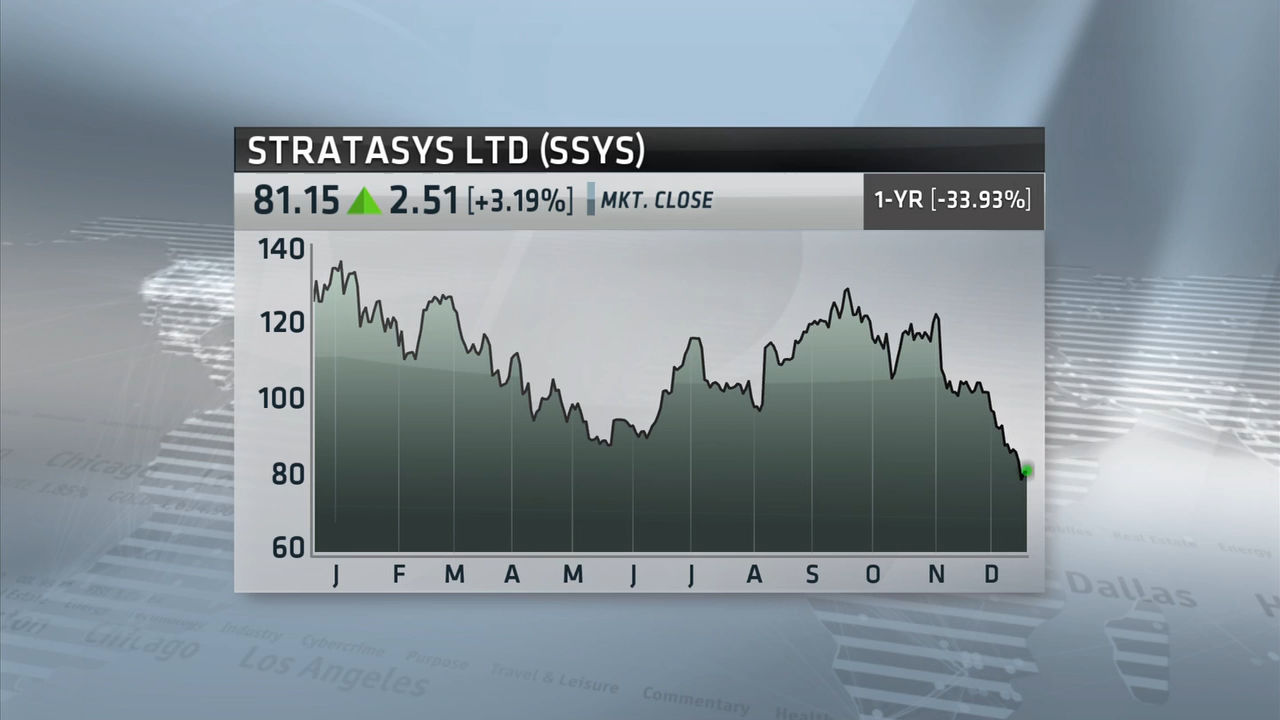 STRATASYS LTD (SSYS)
81.15 2.51 [+3.19%] MKT. CLOSE 1-YR [-33.93%]
140
120
100
80
60
J F M A M J J A S O N D
Chicago
Dallas
Chicago
Industry
Cybercrime
Purpose
Los Angeles
Travel & Leisure
Commentary
Real Estate
Energy